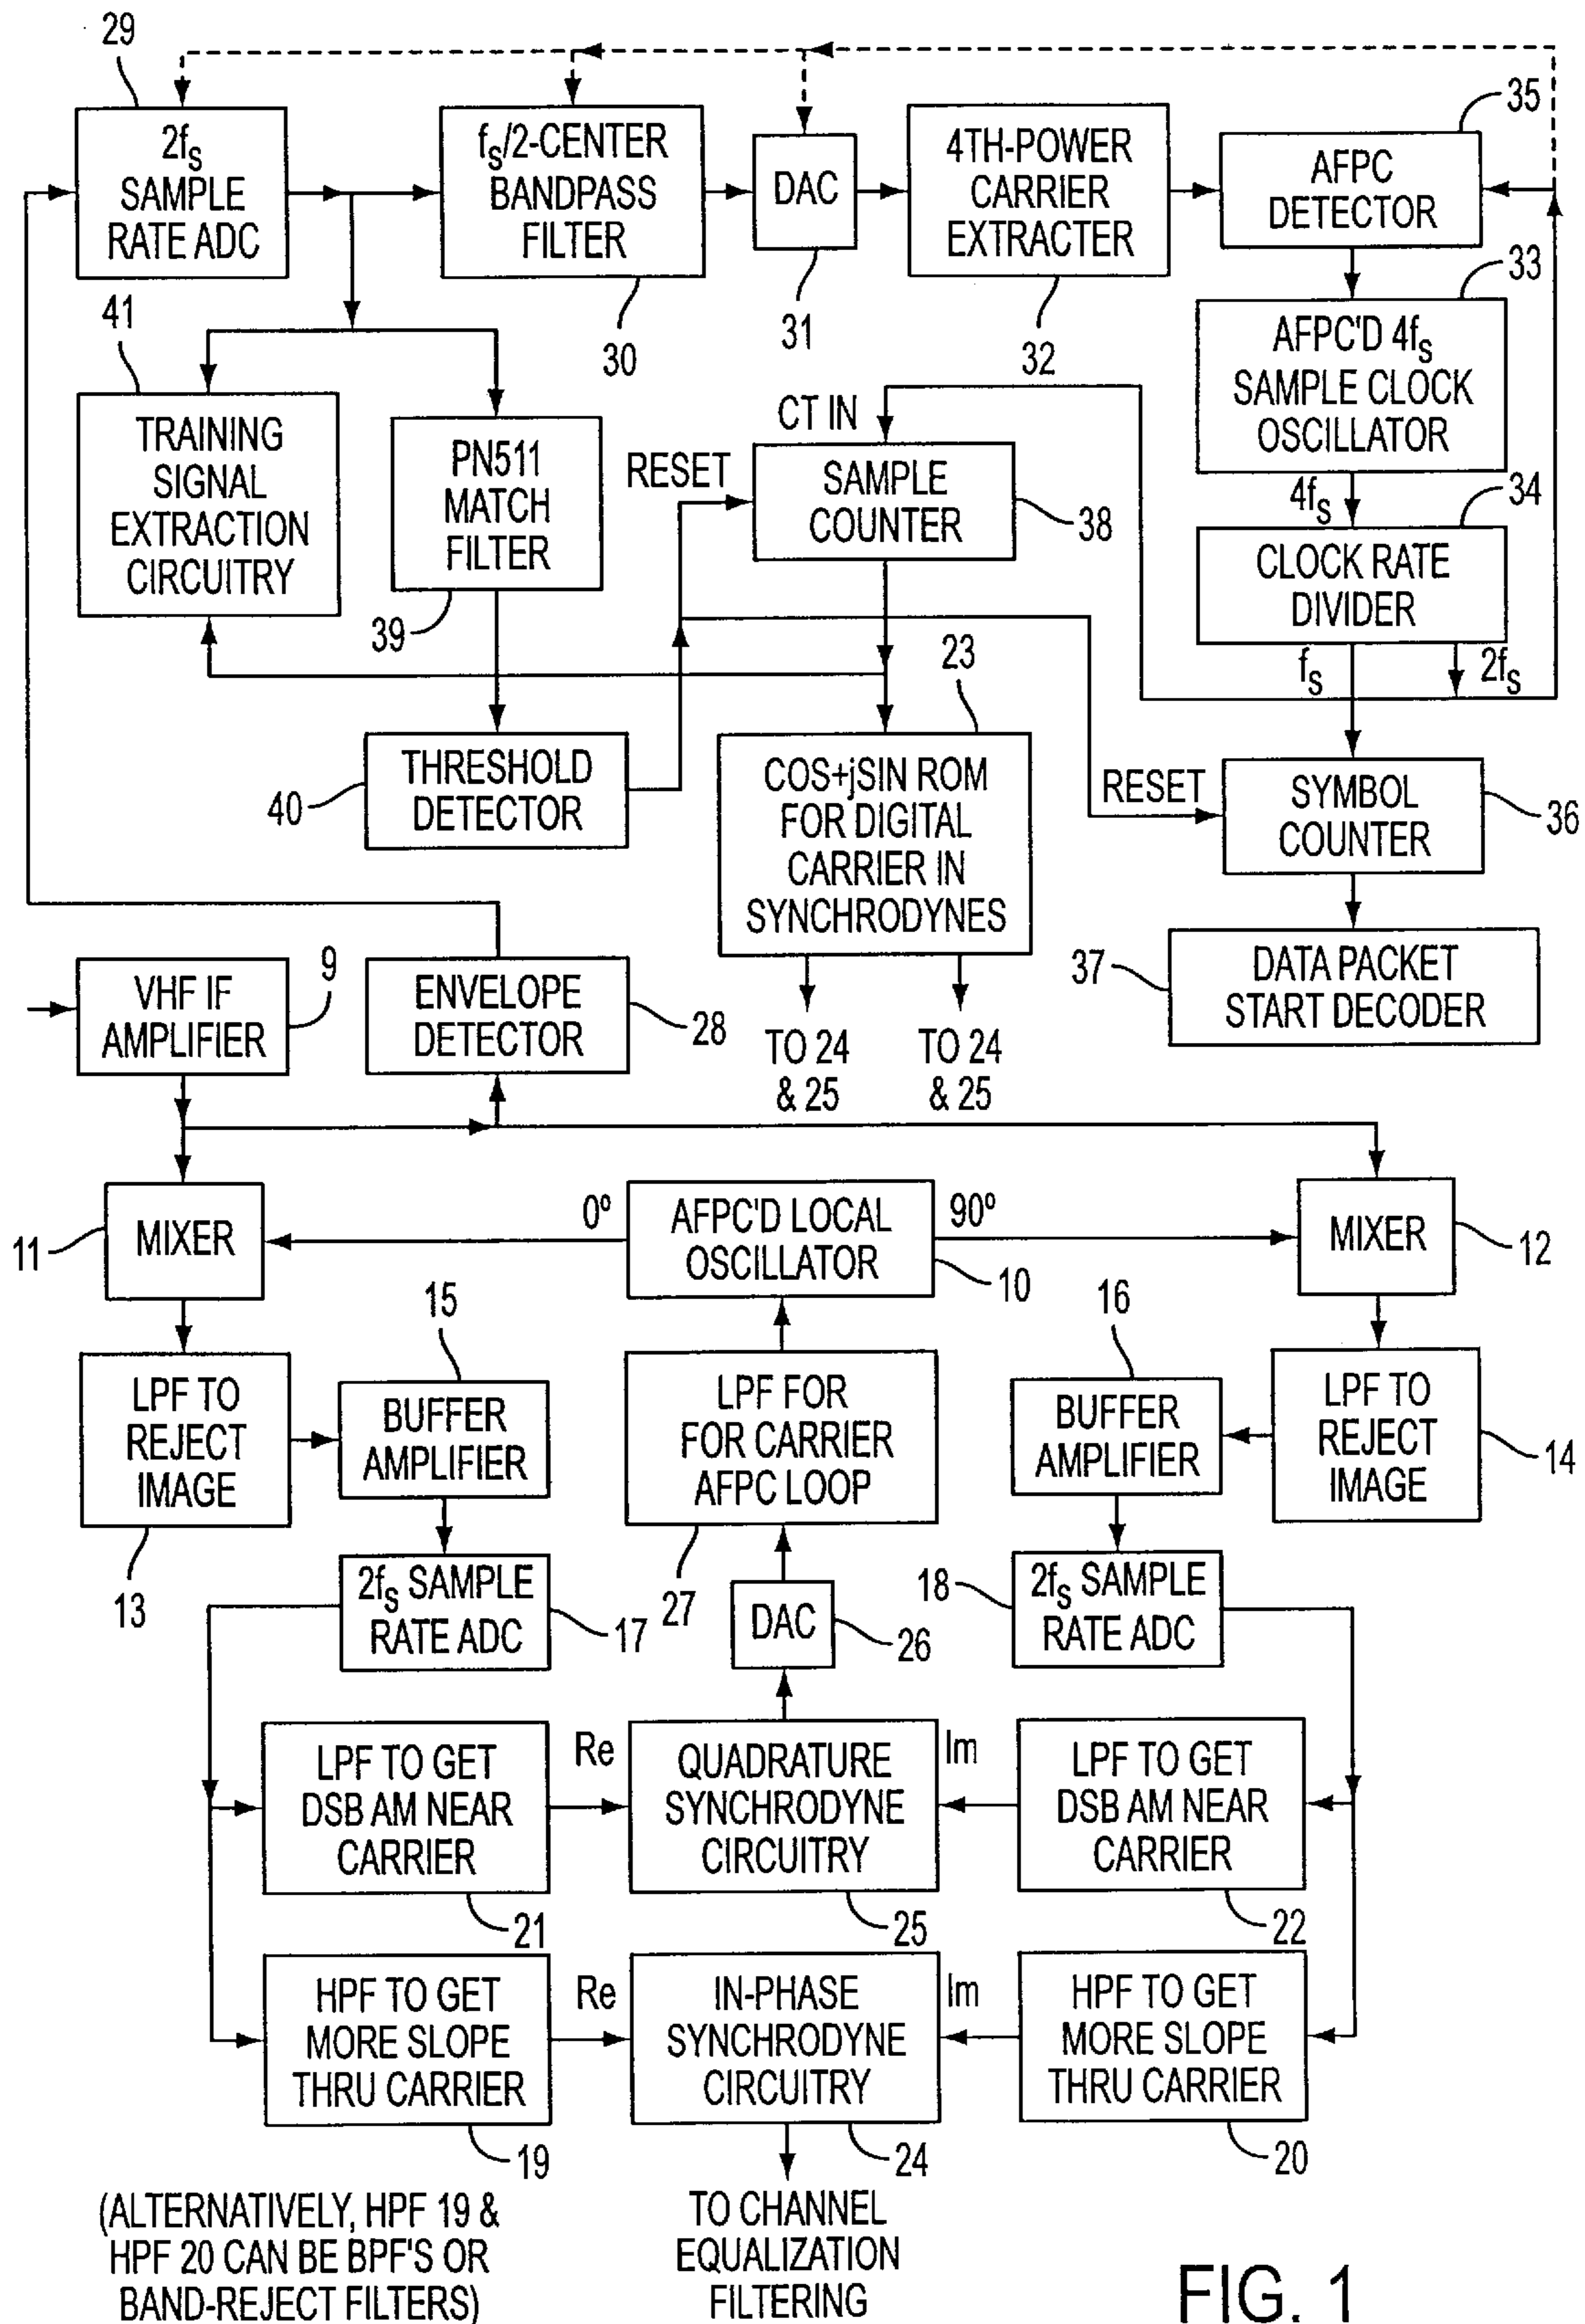 29
2fs
SAMPLE
RATE ADC
fs/2-CENTER
BANDPASS
FILTER
30
DAC
31
4TH-POWER
CARRIER
EXTRACTER
32
AFPC
DETECTOR
35
33
AFPC'D 4fs
SAMPLE CLOCK
OSCILLATOR
4fs
34
CLOCK RATE
DIVIDER
fs
2fs
41
TRAINING
SIGNAL
EXTRACTION
CIRCUITRY
PN511
MATCH
FILTER
39
CT IN
RESET
SAMPLE
COUNTER
38
THRESHOLD
DETECTOR
40
23
COS+jSIN ROM
FOR DIGITAL
CARRIER IN
SYNCHRODYNES
TO 24
& 25
TO 24
& 25
RESET
SYMBOL
COUNTER
36
DATA PACKET
START DECODER
37
VHF IF
AMPLIFIER
9
ENVELOPE
DETECTOR
28
MIXER
11
0º
AFPC'D LOCAL
OSCILLATOR
90º
10
MIXER
12
LPF TO
REJECT
IMAGE
13
15
BUFFER
AMPLIFIER
LPF FOR
FOR CARRIER
AFPC LOOP
27
16
BUFFER
AMPLIFIER
LPF TO
REJECT
IMAGE
14
2fs SAMPLE
RATE ADC
17
DAC
26
18
2fs SAMPLE
RATE ADC
LPF TO GET
DSB AM NEAR
CARRIER
21
Re
QUADRATURE
SYNCHRODYNE
CIRCUITRY
25
Im
LPF TO GET
DSB AM NEAR
CARRIER
22
HPF TO GET
MORE SLOPE
THRU CARRIER
19
Re
IN-PHASE
SYNCHRODYNE
CIRCUITRY
24
Im
HPF TO GET
MORE SLOPE
THRU CARRIER
20
(ALTERNATIVELY, HPF 19 &
HPF 20 CAN BE BPF'S OR
BAND-REJECT FILTERS)
TO CHANNEL
EQUALIZATION
FILTERING
FIG. 1